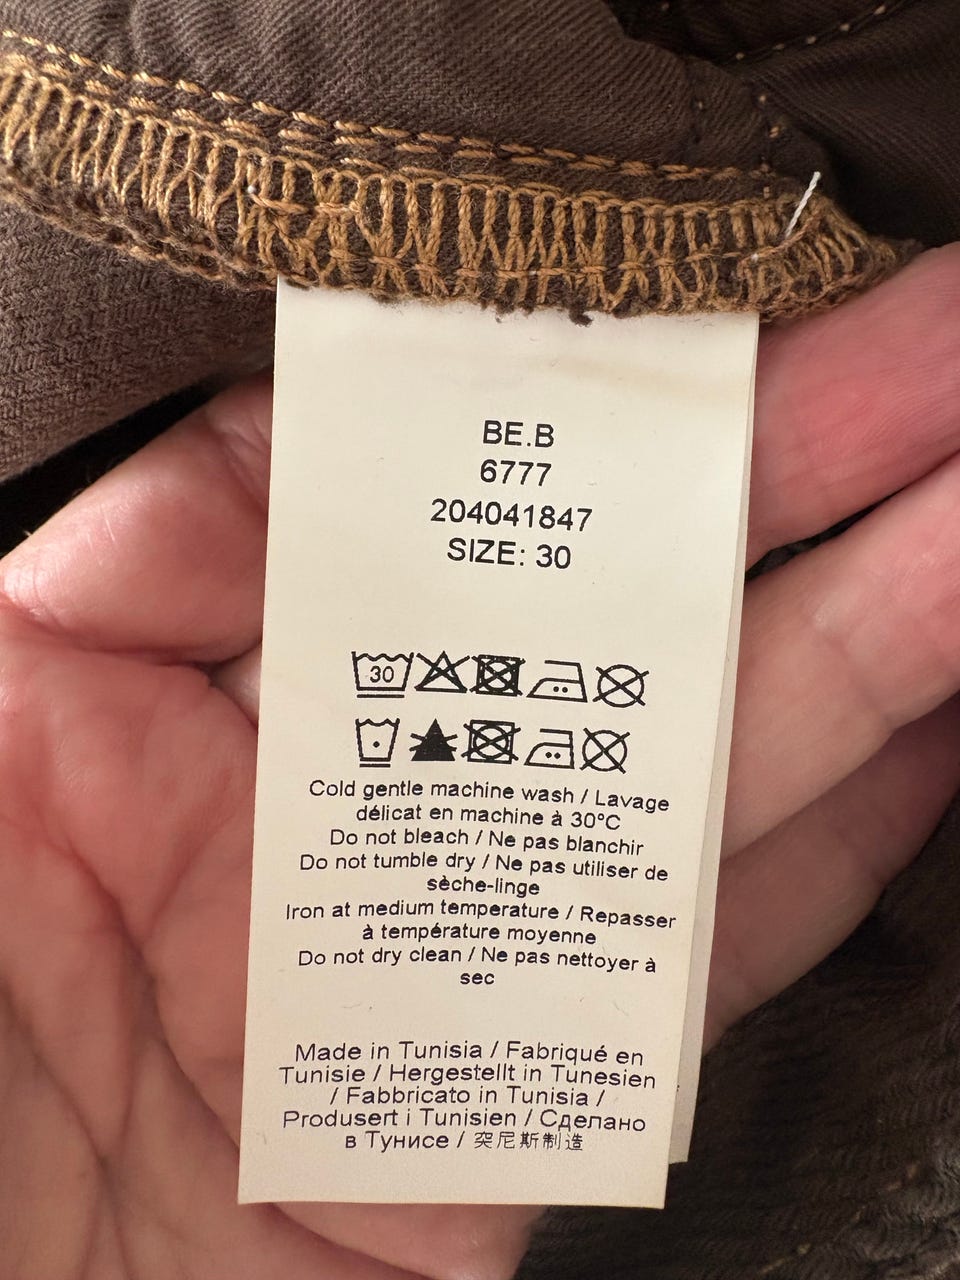 BE.B
6777
204041847
SIZE: 30
30
Cold gentle machine wash / Lavage
délicat en machine à 30°C
Do not bleach / Ne pas blanchir
Do not tumble dry / Ne pas utiliser de
sèche-linge
Iron at medium temperature / Repasser
à température moyenne
Do not dry clean / Ne pas nettoyer à
sec
Made in Tunisia / Fabriqué en
Tunisie / Hergestellt in Tunesien
/ Fabbricato in Tunisia /
Produsert i Tunisien / Сделано
в Тунисе / 突尼斯制造